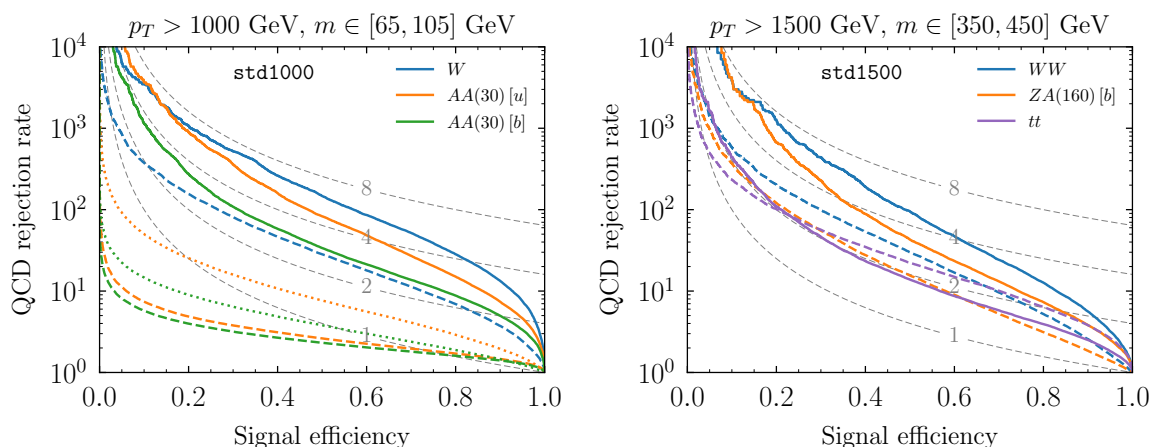 p_T > 1000 GeV, m ∈ [65, 105] GeV
QCD rejection rate
10^4
10^3
10^2
10^1
10^0
std1000
W
AA(30) [u]
AA(30) [b]
8
4
2
1
0.0 0.2 0.4 0.6 0.8 1.0
Signal efficiency
p_T > 1500 GeV, m ∈ [350, 450] GeV
QCD rejection rate
10^4
10^3
10^2
10^1
10^0
std1500
WW
ZA(160) [b]
tt
8
4
2
1
0.0 0.2 0.4 0.6 0.8 1.0
Signal efficiency